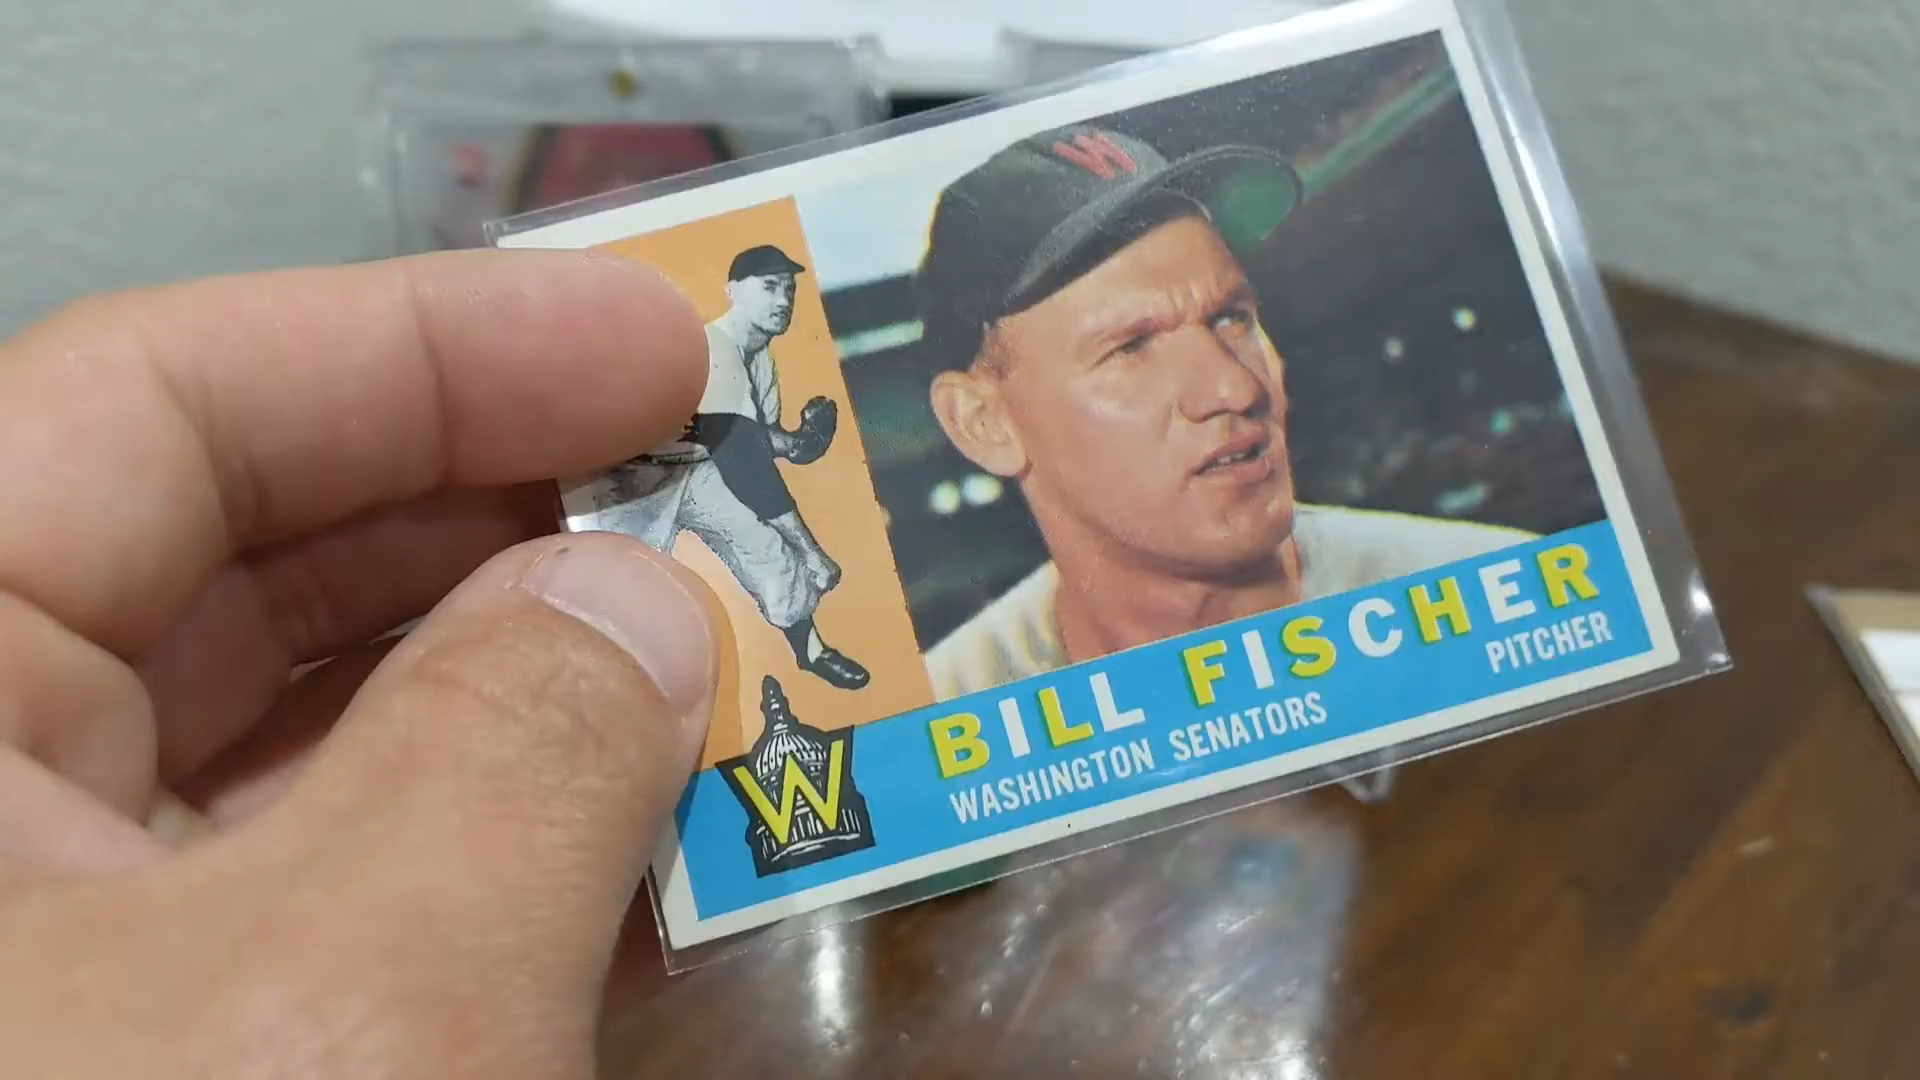 W
BILL FISCHER
WASHINGTON SENATORS
PITCHER
W